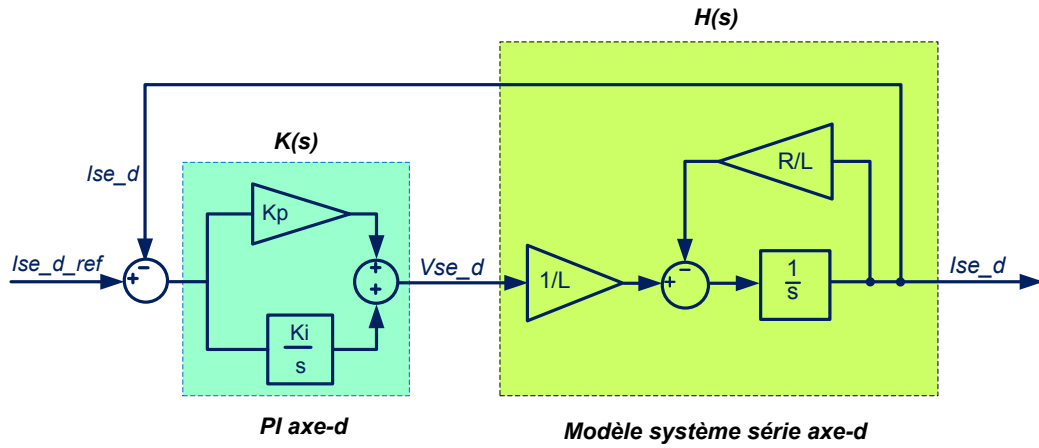 H(s)
K(s)
Ise_d
R/L
Kp
Ise_d_ref
+
-
+
+
Vse_d
1/L
+
-
1
s
Ise_d
Ki
s
PI axe-d
Modèle système série axe-d